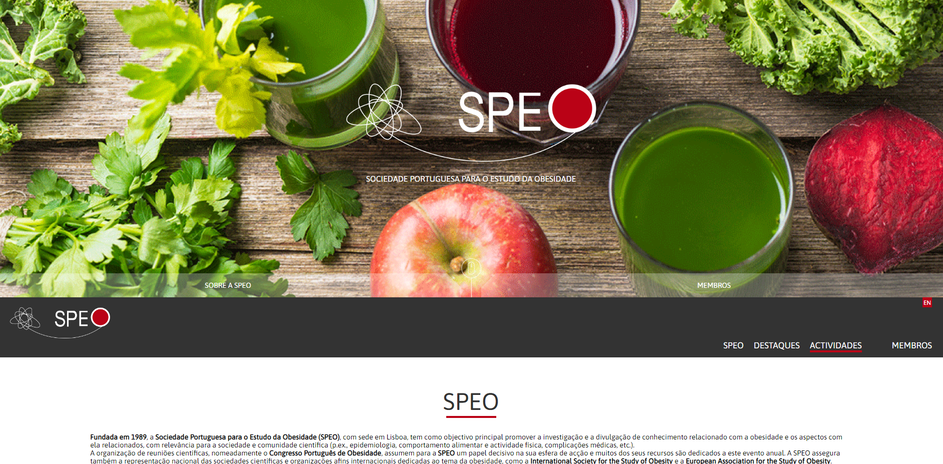 SPEO
SOCIEDADE PORTUGUESA PARA O ESTUDO DA OBESIDADE
SOBRE A SPEO
MEMBROS
EN
SPEO
SPEO
DESTAQUES
ACTIVIDADES
MEMBROS
SPEO
Fundada em 1989, a Sociedade Portuguesa para o Estudo da Obesidade (SPEO), com sede em Lisboa, tem como objectivo principal promover a investigação e a divulgação de conhecimento relacionado com a obesidade e os aspectos com
ela relacionados, com relevância para a sociedade e comunidade científica (p.ex., epidemiologia, comportamento alimentar e actividade física, complicações médicas, etc.).
A organização de reuniões científicas, nomeadamente o Congresso Português de Obesidade, assumem para a SPEO um papel decisivo na sua esfera de acção e muitos dos seus recursos são dedicados a este evento anual. A SPEO assegura
também a representação nacional das sociedades científicas e organizações afins internacionais dedicadas ao tema da obesidade, como a International Society for the Study of Obesity e a European Association for the Study of Obesity.